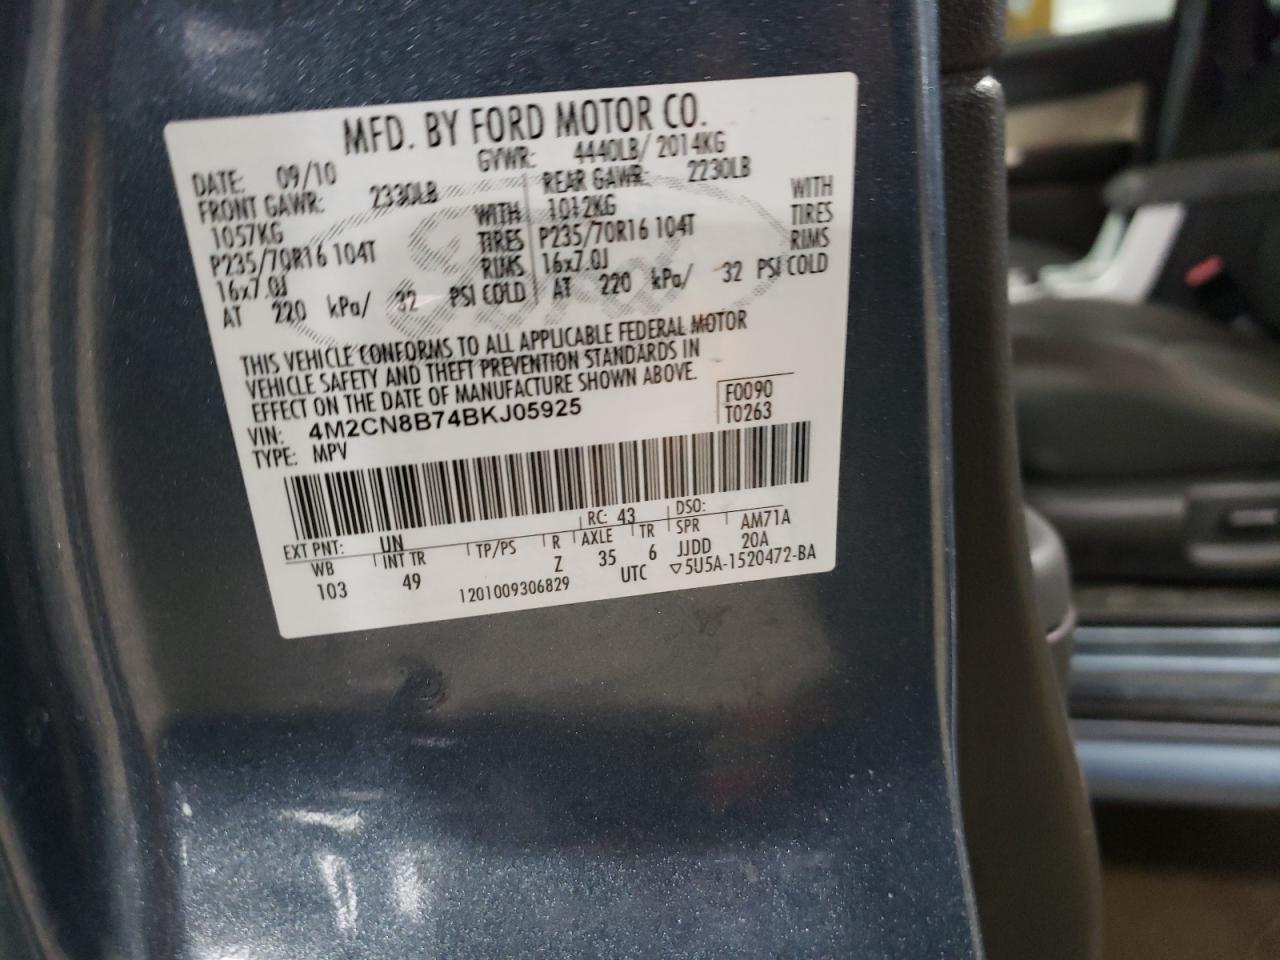 MFD. BY FORD MOTOR CO.
DATE: 09/10 GVWR: 4440LB/ 2014KG
FRONT GAWR: 2330LB REAR GAWR: 2230LB
1057KG WITH 1012KG WITH
P235/70R16 104T TIRES P235/70R16 104T TIRES
16x7.0J RIMS 16x7.0J RIMS
AT 220 kPa/ 32 PSI COLD AT 220 kPa/ 32 PSI COLD
THIS VEHICLE CONFORMS TO ALL APPLICABLE FEDERAL MOTOR
VEHICLE SAFETY AND THEFT PREVENTION STANDARDS IN
EFFECT ON THE DATE OF MANUFACTURE SHOWN ABOVE.
VIN: 4M2CN8B74BKJ05925 F0090
TYPE: MPV T0263
EXT PNT: UN RC: 43 DSO:
WB INT TR TP/PS R AXLE TR SPR AM71A
103 49 Z 35 6 JJDD 20A
1201009306829 UTC ▽5U5A-1520472-BA